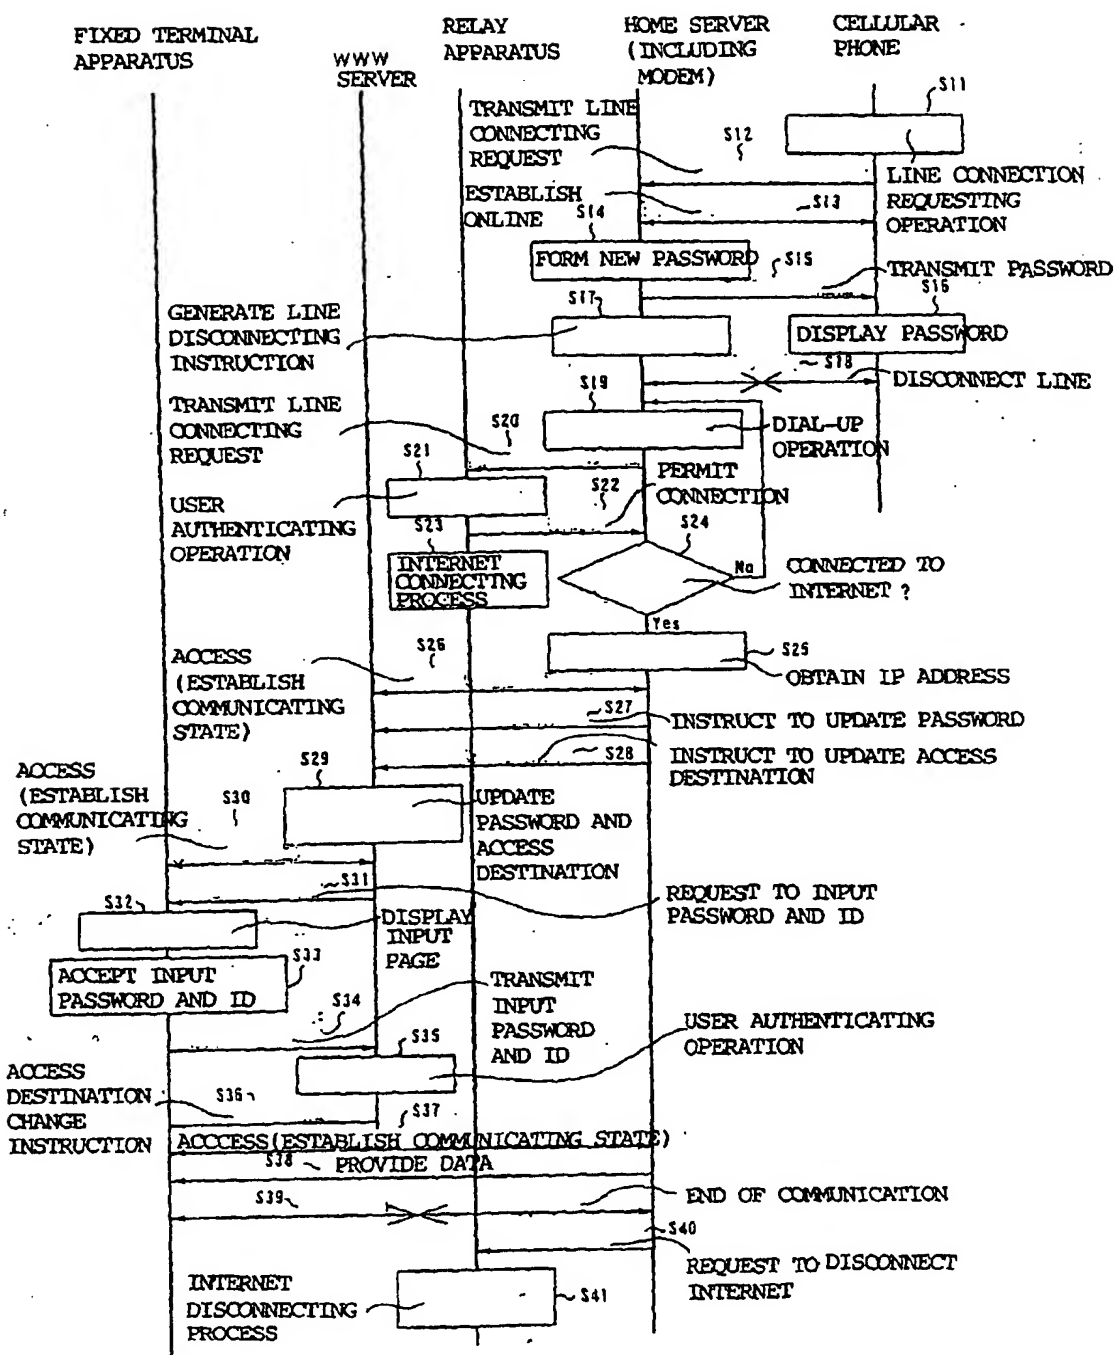 FIXED TERMINAL
APPARATUS
WWW
SERVER
RELAY
APPARATUS
HOME SERVER
(INCLUDING
MODEM)
CELLULAR
PHONE
S11
TRANSMIT LINE
CONNECTING
REQUEST
S12
LINE CONNECTION
REQUESTING
OPERATION
ESTABLISH
ONLINE
S13
S14
FORM NEW PASSWORD
S15
TRANSMIT PASSWORD
S16
DISPLAY PASSWORD
S17
GENERATE LINE
DISCONNECTING
INSTRUCTION
S18
DISCONNECT LINE
S19
DIAL-UP
OPERATION
TRANSMIT LINE
CONNECTING
REQUEST
S20
S21
USER
AUTHENTICATING
OPERATION
S22
PERMIT
CONNECTION
S23
INTERNET
CONNECTING
PROCESS
S24
No
CONNECTED TO
INTERNET ?
Yes
S25
OBTAIN IP ADDRESS
ACCESS
(ESTABLISH
COMMUNICATING
STATE)
S26
S27
INSTRUCT TO UPDATE PASSWORD
S28
INSTRUCT TO UPDATE ACCESS
DESTINATION
S29
UPDATE
PASSWORD AND
ACCESS
DESTINATION
ACCESS
(ESTABLISH
COMMUNICATING
STATE)
S30
S31
REQUEST TO INPUT
PASSWORD AND ID
S32
DISPLAY
INPUT
PAGE
S33
ACCEPT INPUT
PASSWORD AND ID
S34
TRANSMIT
INPUT
PASSWORD
AND ID
S35
USER AUTHENTICATING
OPERATION
ACCESS
DESTINATION
CHANGE
INSTRUCTION
S36
S37
ACCCESS(ESTABLISH COMMUNICATING STATE)
S38
PROVIDE DATA
S39
END OF COMMUNICATION
S40
REQUEST TO DISCONNECT
INTERNET
INTERNET
DISCONNECTING
PROCESS
S41